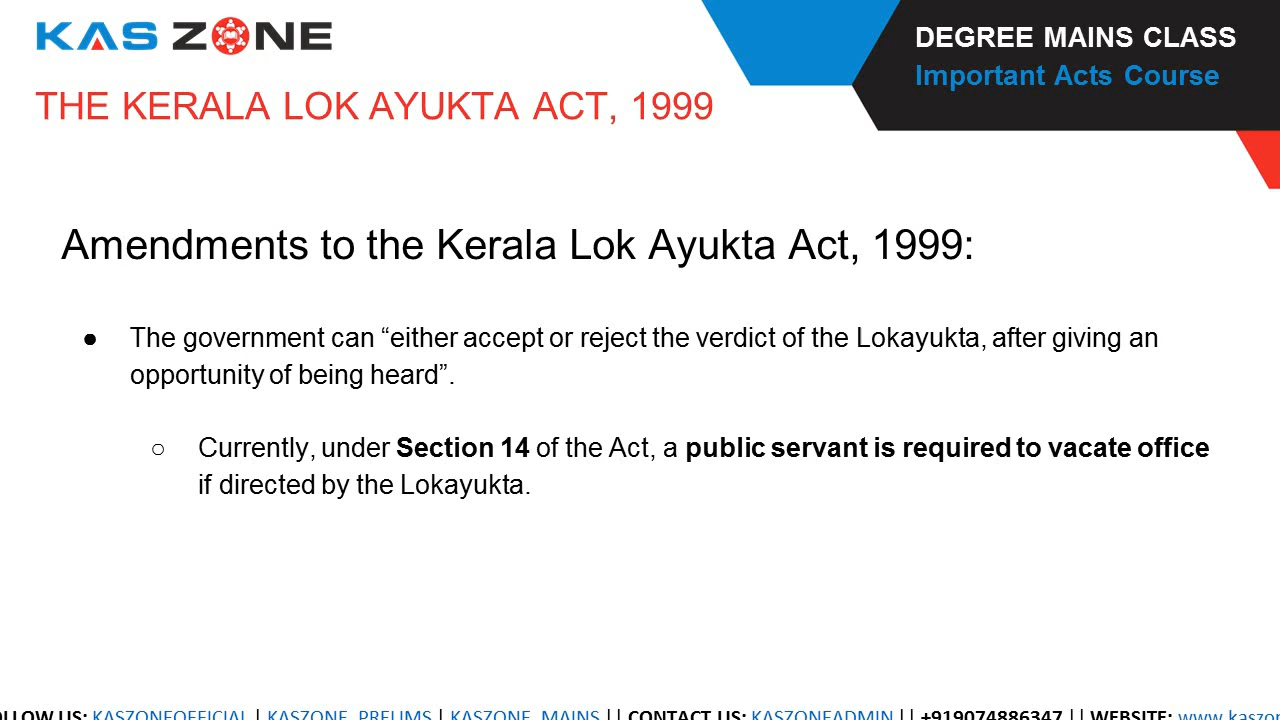 KAS ZONE
DEGREE MAINS CLASS
Important Acts Course
THE KERALA LOK AYUKTA ACT, 1999
Amendments to the Kerala Lok Ayukta Act, 1999:
● The government can “either accept or reject the verdict of the Lokayukta, after giving an
opportunity of being heard”.
○ Currently, under Section 14 of the Act, a public servant is required to vacate office
if directed by the Lokayukta.
US: KASZONEOFFICIAL | KASZONE_PRELIMS | KASZONE_MAINS || CONTACT US: KASZONEADMIN || +919074886347 || WEBSITE: